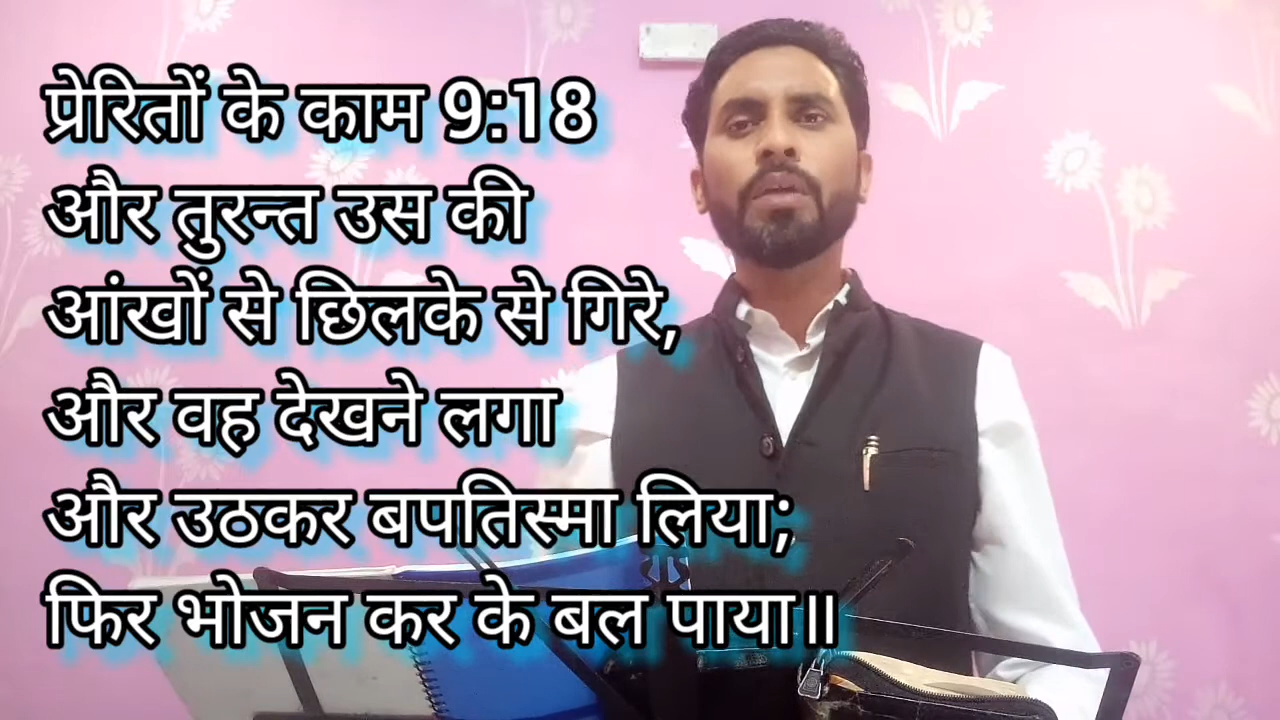 प्रेरितों के काम 9:18
और तुरन्त उस की
आंखों से छिलके से गिरे,
और वह देखने लगा
और उठकर बपतिस्मा लिया;
फिर भोजन कर के बल पाया॥